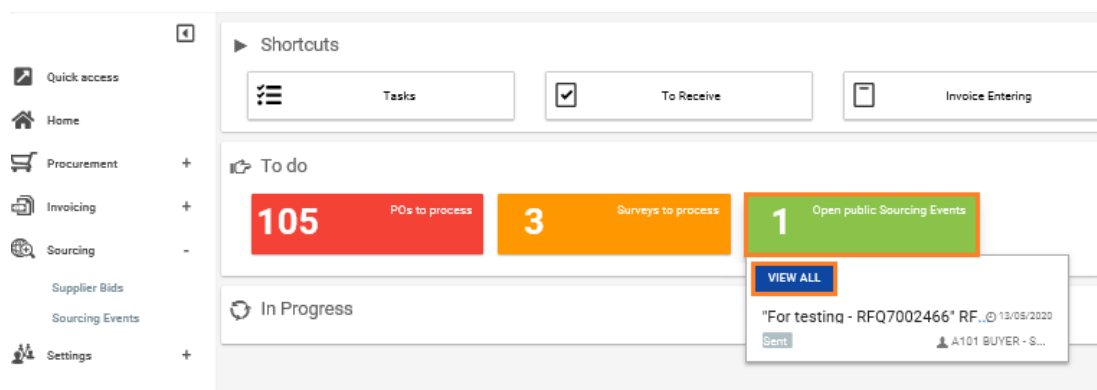 Quick access
Home
Procurement +
Invoicing +
Sourcing -
Supplier Bids
Sourcing Events
Settings +
Shortcuts
Tasks
To Receive
Invoice Entering
To do
105 POs to process
3 Surveys to process
1 Open public Sourcing Events
VIEW ALL
"For testing - RFQ7002466" RF.. 13/05/2020
Sent A101 BUYER - S...
In Progress